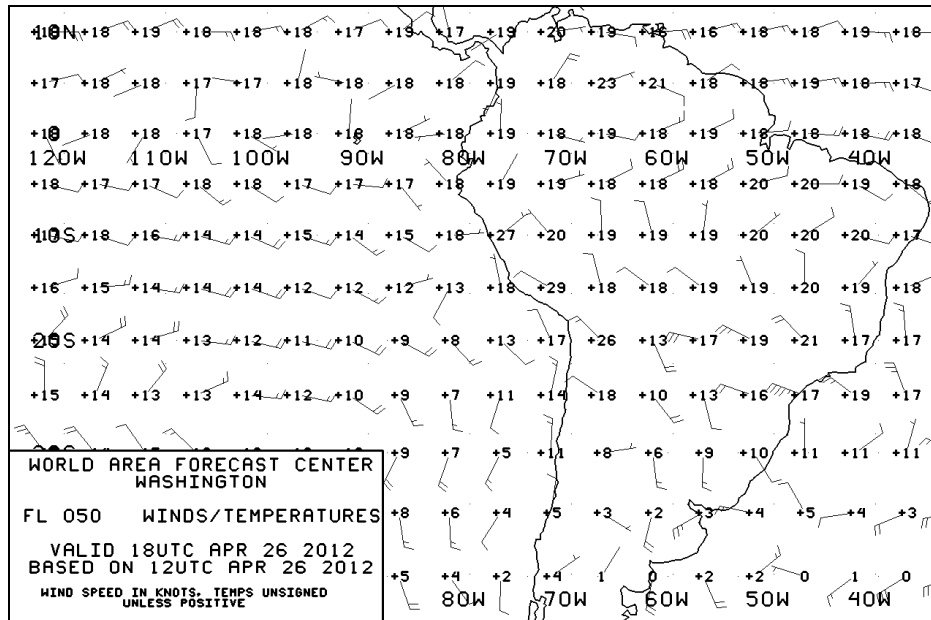 10N +18 +19 +18 +18 +18 +17 +19 +17 +19 +20 +19 +16 +16 +18 +18 +19 +18
+17 +18 +18 +17 +17 +18 +18 +18 +18 +19 +18 +23 +21 +18 +18 +19 +18 +17
+18 +18 +17 +18 +18 +18 +18 +18 +19 +18 +19 +18 +19 +18 +18 +18 +18
120W 110W 100W 90W 80W 70W 60W 50W 40W
+18 +17 +17 +18 +18 +17 +17 +17 +18 +19 +19 +18 +18 +18 +20 +20 +19 +18
10S +18 +16 +14 +14 +15 +14 +15 +18 +27 +20 +19 +19 +19 +20 +20 +20 +17
+16 +15 +14 +14 +14 +12 +12 +12 +13 +18 +29 +18 +18 +19 +19 +20 +19 +18
20S +14 +14 +13 +12 +11 +10 +9 +8 +13 +17 +26 +13 +17 +19 +21 +17 +17
+15 +14 +13 +13 +14 +12 +10 +9 +7 +11 +14 +18 +10 +13 +16 +17 +19 +17
+9 +7 +5 +11 +8 +6 +9 +10 +11 +11 +11
WORLD AREA FORECAST CENTER
WASHINGTON
FL 050 WINDS/TEMPERATURES
+8 +6 +4 +5 +3 +2 +3 +4 +5 +4 +3
VALID 18UTC APR 26 2012
BASED ON 12UTC APR 26 2012
+5 +4 +2 +4 1 0 +2 +2 0 1 0
WIND SPEED IN KNOTS, TEMPS UNSIGNED
UNLESS POSITIVE
80W 70W 60W 50W 40W